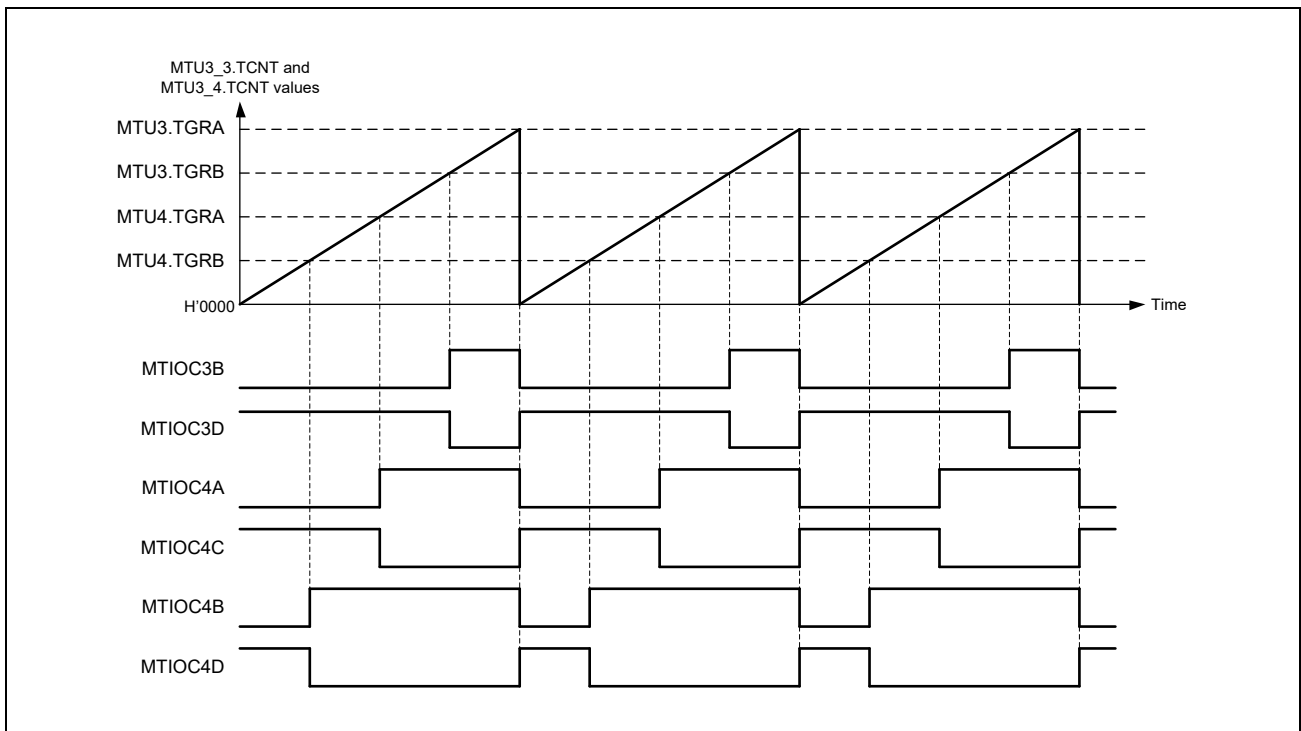 MTU3_3.TCNT and
MTU3_4.TCNT values
MTU3.TGRA
MTU3.TGRB
MTU4.TGRA
MTU4.TGRB
H'0000
Time
MTIOC3B
MTIOC3D
MTIOC4A
MTIOC4C
MTIOC4B
MTIOC4D